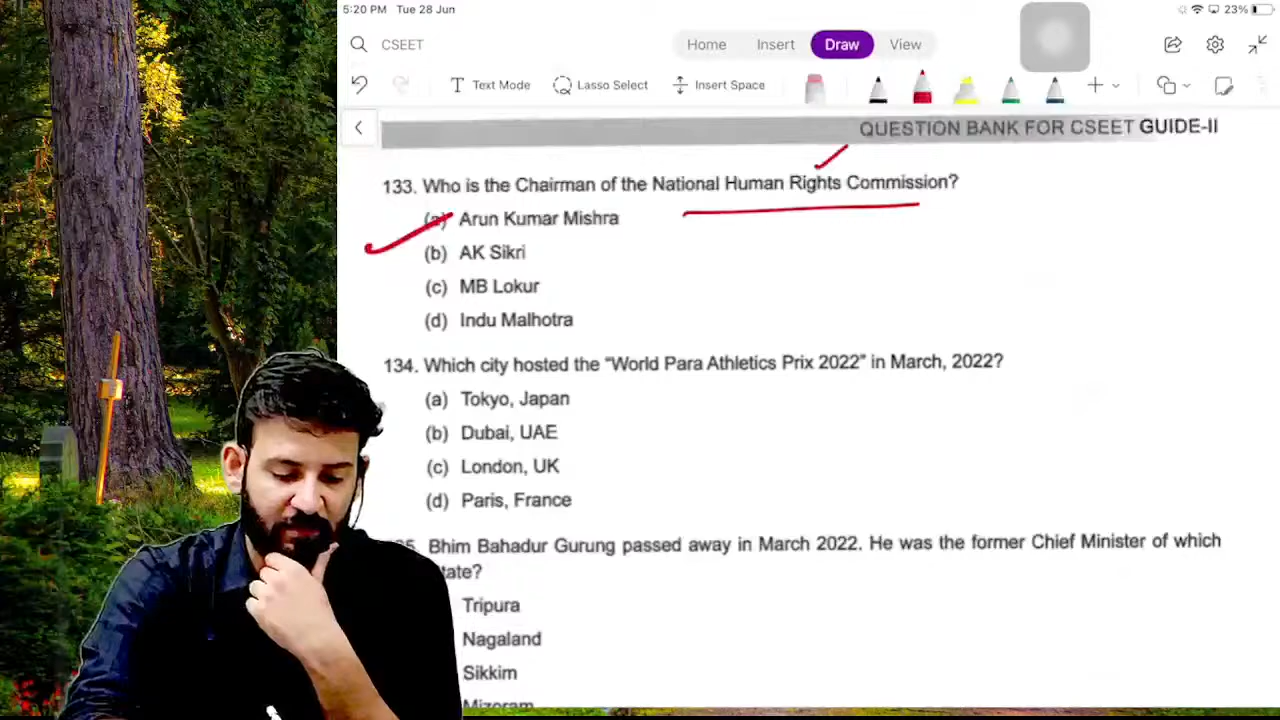 5:20 PM Tue 28 Jun
23%
CSEET
Home Insert Draw View
Text Mode Lasso Select Insert Space
QUESTION BANK FOR CSEET GUIDE-II
133. Who is the Chairman of the National Human Rights Commission?
(a) Arun Kumar Mishra
(b) AK Sikri
(c) MB Lokur
(d) Indu Malhotra
134. Which city hosted the “World Para Athletics Prix 2022” in March, 2022?
(a) Tokyo, Japan
(b) Dubai, UAE
(c) London, UK
(d) Paris, France
Bhim Bahadur Gurung passed away in March 2022. He was the former Chief Minister of which
Tripura
Nagaland
Sikkim
Mizoram